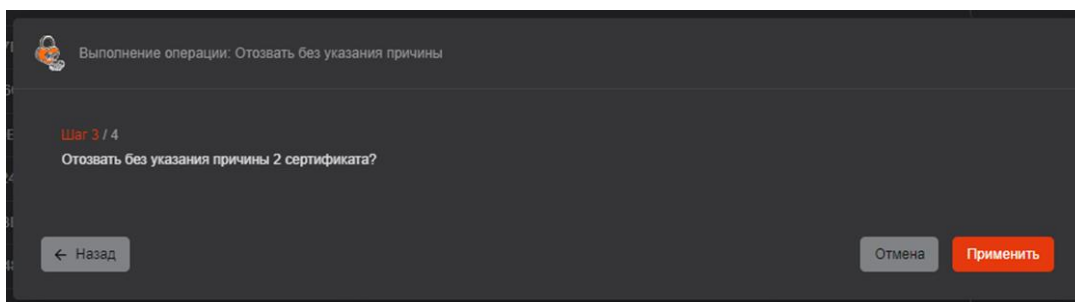 Выполнение операции: Отозвать без указания причины
Шаг 3 / 4
Отозвать без указания причины 2 сертификата?
← Назад
Отмена
Применить